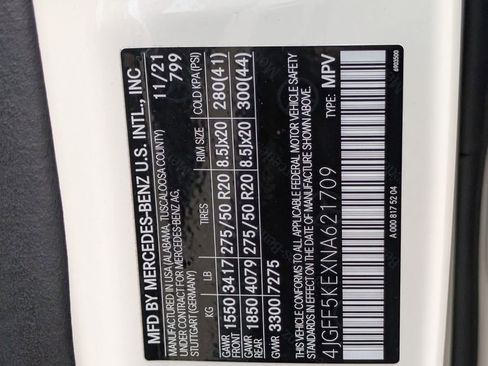 MFD BY MERCEDES-BENZ U.S. INTL., INC
MANUFACTURED IN USA (ALABAMA, TUSCALOOSA COUNTY)
UNDER CONTRACT FOR MERCEDES-BENZ AG,
STUTTGART GERMANY
11/21
799
KG LB TIRES RIM SIZE COLD KPA (PSI)
GAWR FRONT 1550 3417 275/50 R20 8.5Jx20 280(41)
GAWR REAR 1850 4079 275/50 R20 8.5Jx20 300(44)
GVWR 3300 7275
THIS VEHICLE CONFORMS TO ALL APPLICABLE FEDERAL MOTOR VEHICLE SAFETY
STANDARDS IN EFFECT ON THE DATE OF MANUFACTURE SHOWN ABOVE.
4JGFF5KEXNA621709
TYPE: MPV
A 000 817 52 04
6903500